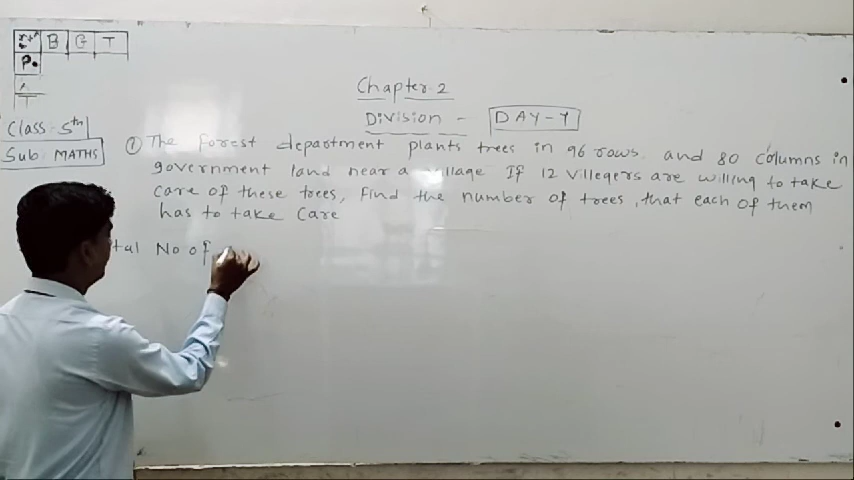 B G T
P.
T
Chapter 2
Division - DAY-7
Class: 5th
Sub: MATHS
① The forest department plants trees in 96 rows. and 80 columns in
government land near a village If 12 Villegers are willing to take
care of these trees, Find the number of trees, that each of them
has to take Care
tal No of